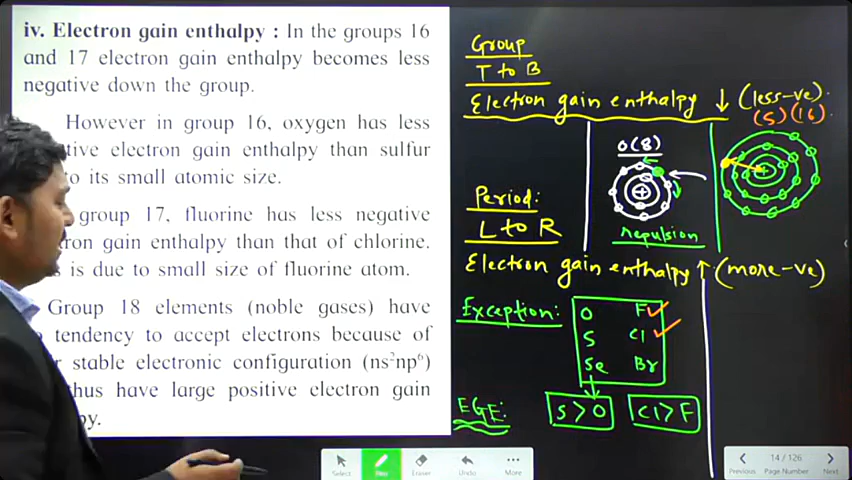 iv. Electron gain enthalpy : In the groups 16
and 17 electron gain enthalpy becomes less
negative down the group.
However in group 16, oxygen has less
tive electron gain enthalpy than sulfur
to its small atomic size.
group 17, fluorine has less negative
tron gain enthalpy than that of chlorine.
is due to small size of fluorine atom.
Group 18 elements (noble gases) have
tendency to accept electrons because of
stable electronic configuration (ns²np⁶)
thus have large positive electron gain
py.
Group
T to B
Electron gain enthalpy ↓ (less-ve)
(S) (16)
O(8)
Repulsion
Period:
L to R
Electron gain enthalpy ↑ (more-ve)
Exception:
O F
S Cl
Se Br
EGE: S > O Cl > F
Select Pen Eraser Undo More
14 / 126
Previous Page Number Next